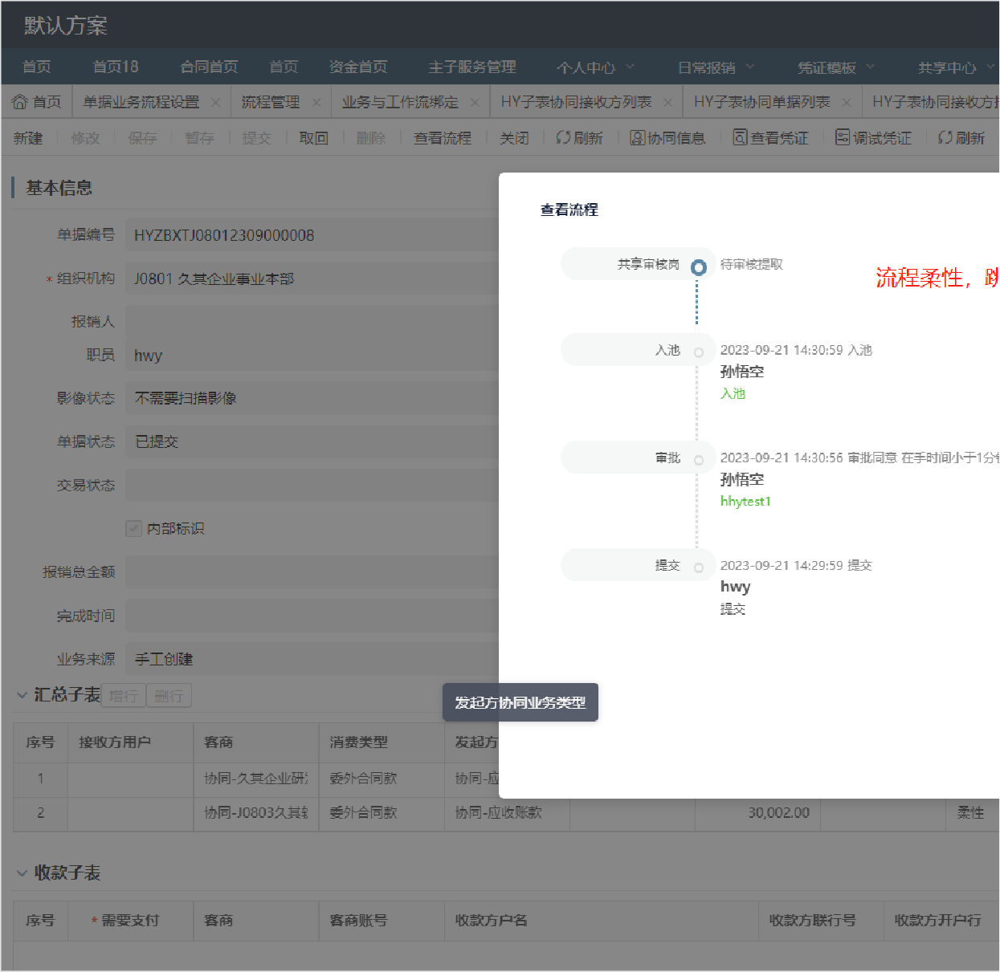 默认方案
首页 首页18 合同首页 首页 资金首页 主子服务管理 个人中心 日常报销 凭证模板 共享中心
首页 单据业务流程设置 流程管理 业务与工作流绑定 HY子表协同接收方列表 HY子表协同单据列表 HY子表协同接收方
新建 修改 保存 暂存 提交 取回 删除 查看流程 关闭 刷新 协同信息 查看凭证 调试凭证 刷新
基本信息
单据编号 HYZBXTJ08012309000008
* 组织机构 J0801 久其企业事业本部
报销人
职员 hwy
影像状态 不需要扫描影像
单据状态 已提交
交易状态
内部标识
报销总金额
完成时间
业务来源 手工创建
查看流程
共享审核岗 待审核提取
流程柔性，跳
入池 2023-09-21 14:30:59 入池
孙悟空
入池
审批 2023-09-21 14:30:56 审批同意 在手时间小于1分钟
孙悟空
hhytest1
提交 2023-09-21 14:29:59 提交
hwy
提交
发起方协同业务类型
汇总子表 增行 删行
序号 接收方用户 客商 消费类型 发起方
1 协同-久其企业研发 委外合同款 协同-应
2 协同-J0803久其软 委外合同款 协同-应收账款 30,002.00 柔性
收款子表
序号 * 需要支付 客商 客商账号 收款方户名 收款方联行号 收款方开户行